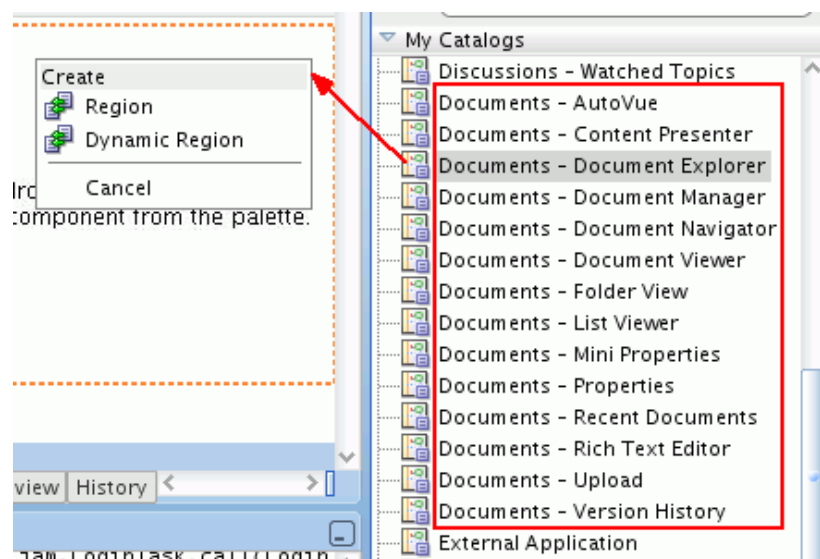 Create
Region
Dynamic Region
Cancel
component from the palette.
view
History
My Catalogs
Discussions - Watched Topics
Documents - AutoVue
Documents - Content Presenter
Documents - Document Explorer
Documents - Document Manager
Documents - Document Navigator
Documents - Document Viewer
Documents - Folder View
Documents - List Viewer
Documents - Mini Properties
Documents - Properties
Documents - Recent Documents
Documents - Rich Text Editor
Documents - Upload
Documents - Version History
External Application